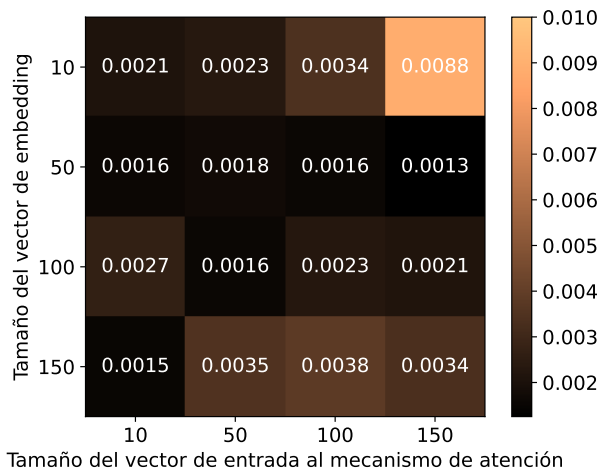 Tamaño del vector de embedding
10 0.0021 0.0023 0.0034 0.0088
50 0.0016 0.0018 0.0016 0.0013
100 0.0027 0.0016 0.0023 0.0021
150 0.0015 0.0035 0.0038 0.0034
10 50 100 150
Tamaño del vector de entrada al mecanismo de atención
0.010
0.009
0.008
0.007
0.006
0.005
0.004
0.003
0.002